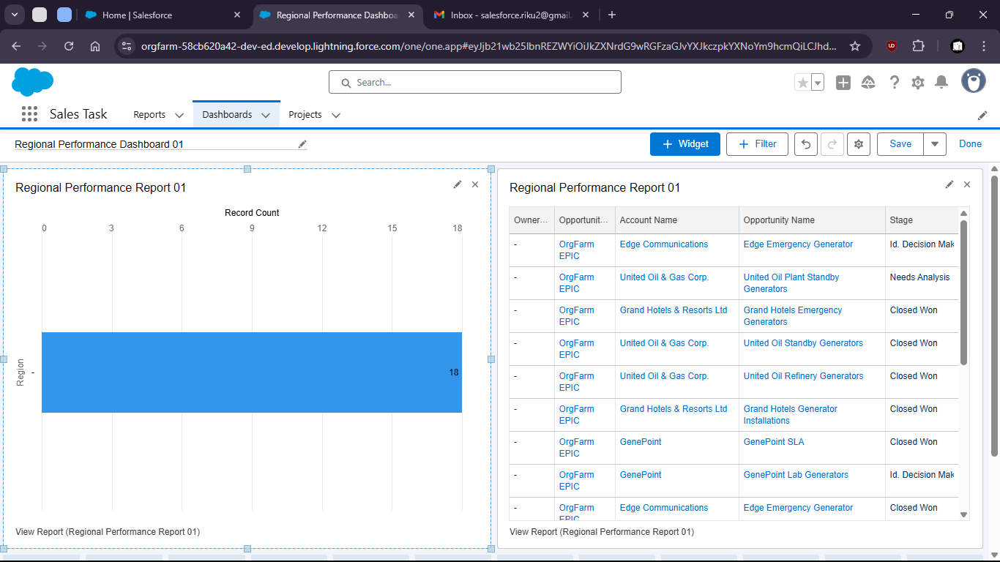 Home | Salesforce
Regional Performance Dashboa
Inbox - salesforce.riku2@gmail.
orgfarm-58cb620a42-dev-ed.develop.lightning.force.com/one/one.app#eyJjb21wb25lbnREZWYiOiJkZXNrdG9wRGFzaGJvYXJkczpkYXNoYm9hcmQiLCJhd...
Search...
Sales Task
Reports
Dashboards
Projects
Regional Performance Dashboard 01
+ Widget
+ Filter
Save
Done
Regional Performance Report 01
Record Count
0 3 6 9 12 15 18
Region
-
18
View Report (Regional Performance Report 01)
Regional Performance Report 01
Owner... Opportunit... Account Name Opportunity Name Stage
- OrgFarm EPIC Edge Communications Edge Emergency Generator Id. Decision Mak
- OrgFarm EPIC United Oil & Gas Corp. United Oil Plant Standby Generators Needs Analysis
- OrgFarm EPIC Grand Hotels & Resorts Ltd Grand Hotels Emergency Generators Closed Won
- OrgFarm EPIC United Oil & Gas Corp. United Oil Standby Generators Closed Won
- OrgFarm EPIC United Oil & Gas Corp. United Oil Refinery Generators Closed Won
- OrgFarm EPIC Grand Hotels & Resorts Ltd Grand Hotels Generator Installations Closed Won
- OrgFarm EPIC GenePoint GenePoint SLA Closed Won
- OrgFarm EPIC GenePoint GenePoint Lab Generators Id. Decision Mak
- OrgFarm EPIC Edge Communications Edge Emergency Generator Closed Won
View Report (Regional Performance Report 01)